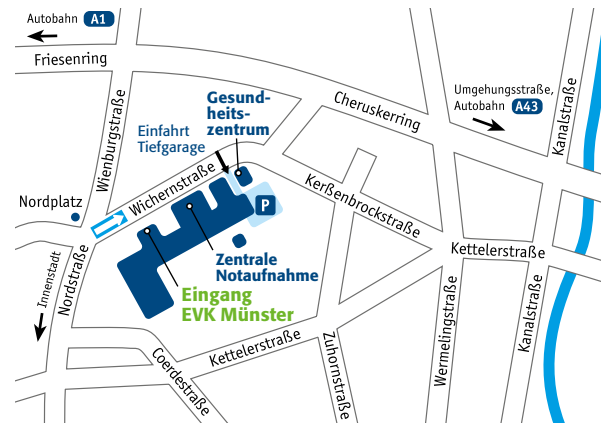 Autobahn A1
Friesenring
Wienburgstraße
Gesund-
heits-
zentrum
Einfahrt
Tiefgarage
Cheruskerring
Umgehungsstraße,
Autobahn A43
Kanalstraße
Wichernstraße
Nordplatz
P
Kerßenbrockstraße
Kettelerstraße
Zentrale
Notaufnahme
Eingang
EVK Münster
Innenstadt
Nordstraße
Coerdestraße
Kettelerstraße
Zuhornstraße
Wermelingstraße
Kanalstraße